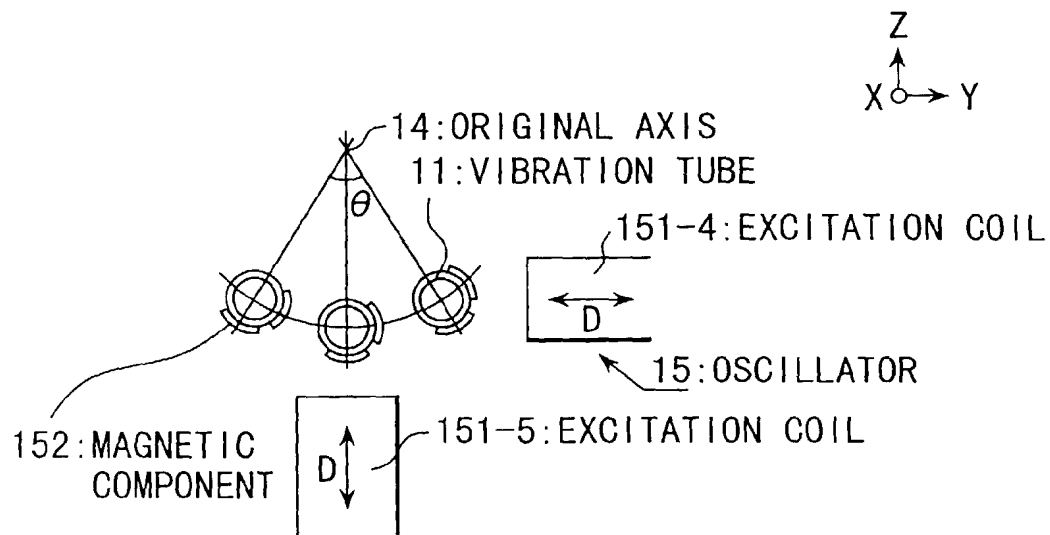 Z
X Y
14:ORIGINAL AXIS
11:VIBRATION TUBE
θ
151-4:EXCITATION COIL
D
15:OSCILLATOR
152:MAGNETIC
COMPONENT
151-5:EXCITATION COIL
D